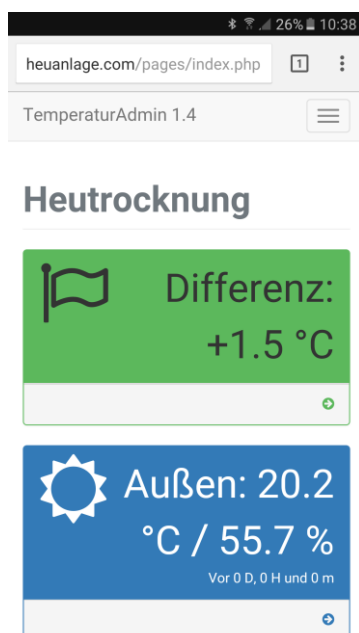 26% 10:38
heuanlage.com/pages/index.php 1
TemperaturAdmin 1.4
Heutrocknung
Differenz:
+1.5 °C
Außen: 20.2
°C / 55.7 %
Vor 0 D, 0 H und 0 m